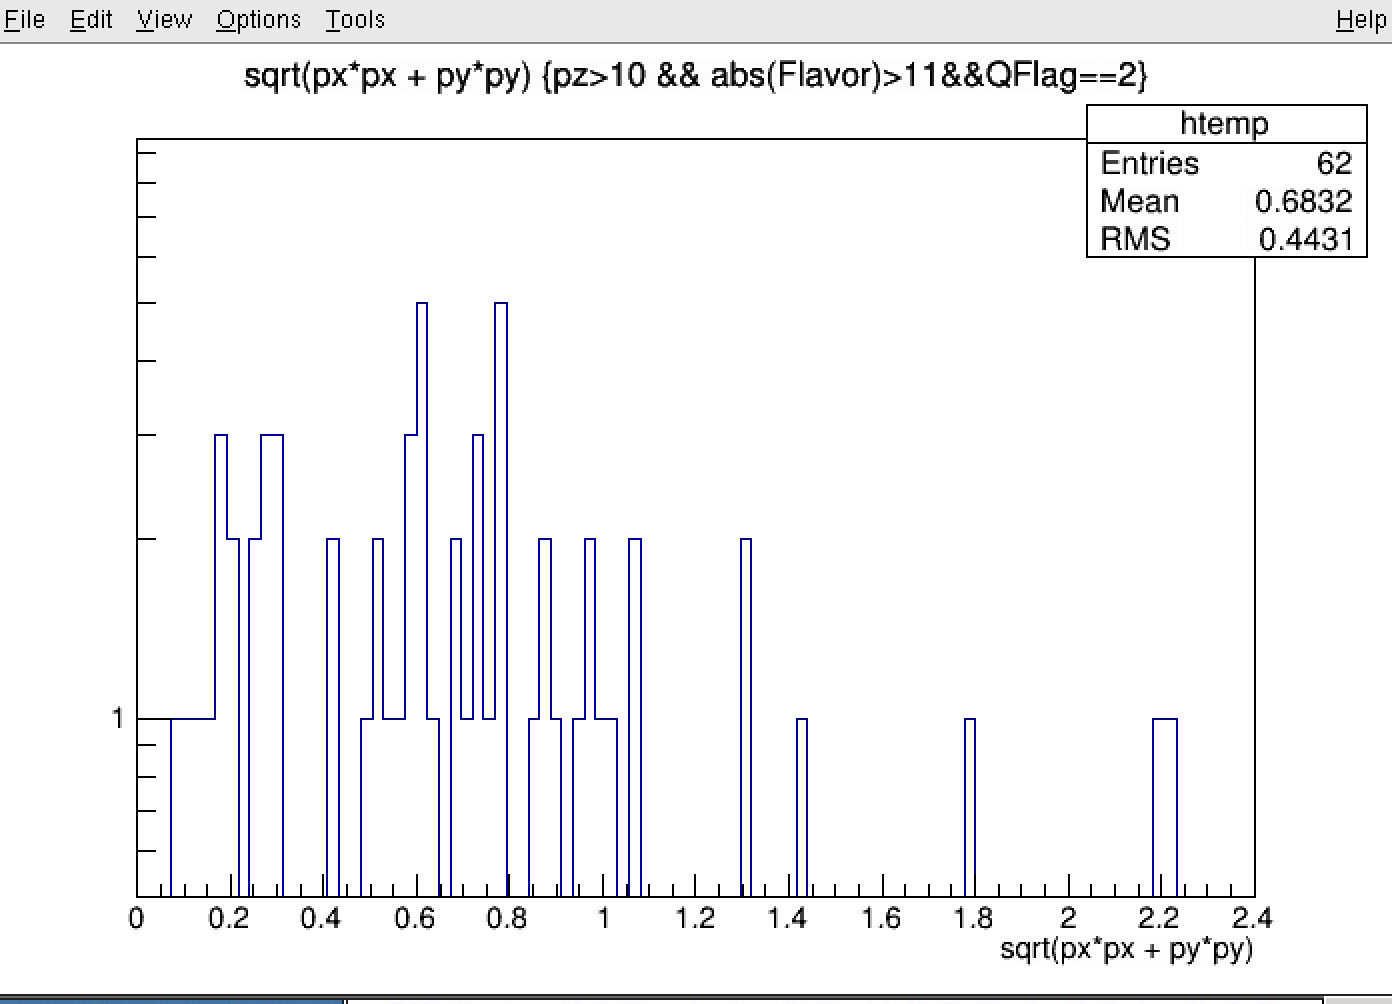 File Edit View Options Tools Help
sqrt(px*px + py*py) {pz>10 && abs(Flavor)>11&&QFlag==2}
htemp
Entries 62
Mean 0.6832
RMS 0.4431
1
0 0.2 0.4 0.6 0.8 1 1.2 1.4 1.6 1.8 2 2.2 2.4
sqrt(px*px + py*py)